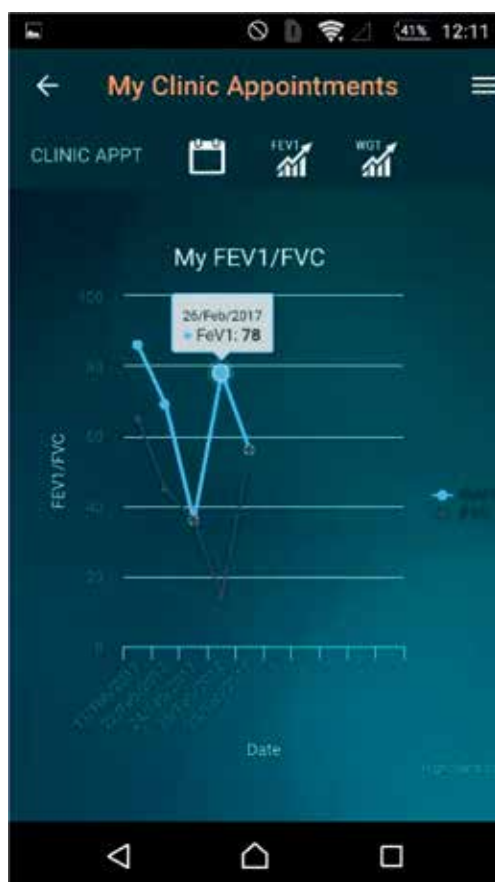 41% 12:11
My Clinic Appointments
CLINIC APPT
FEV1
WGT
My FEV1/FVC
100
26/Feb/2017
FeV1: 78
80
60
FEV1/FVC
40
20
0
Date